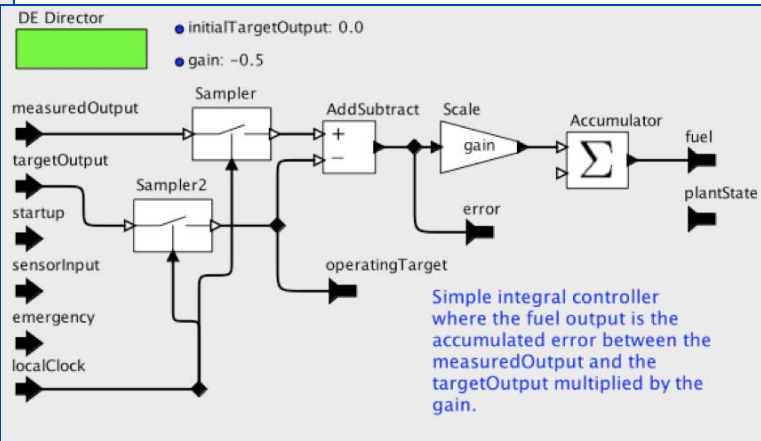 DE Director
initialTargetOutput: 0.0
gain: -0.5
measuredOutput
Sampler
AddSubtract
Scale
Accumulator
+
−
gain
Σ
fuel
targetOutput
Sampler2
startup
error
plantState
sensorInput
operatingTarget
emergency
localClock
Simple integral controller
where the fuel output is the
accumulated error between the
measuredOutput and the
targetOutput multiplied by the
gain.